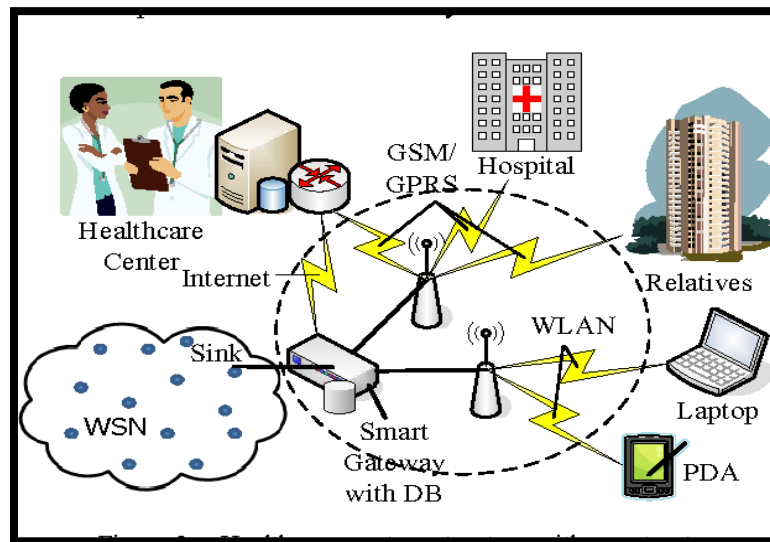 GSM/
GPRS
Hospital
Healthcare
Center
Internet
Relatives
Sink
WLAN
WSN
Laptop
Smart
Gateway
with DB
PDA